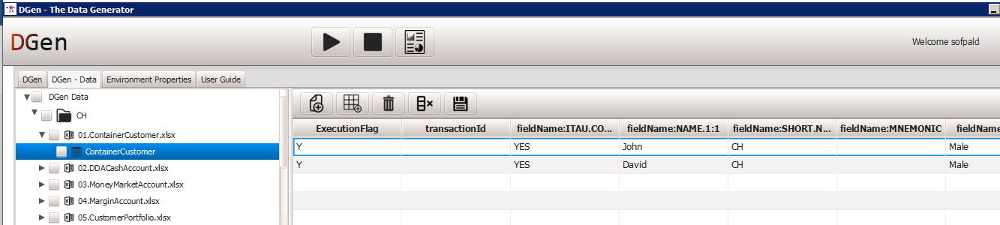 DGen - The Data Generator
DGen
Welcome sofpald
DGen DGen - Data Environment Properties User Guide
DGen Data
CH
01.ContainerCustomer.xlsx
ContainerCustomer
02.DDACashAccount.xlsx
03.MoneyMarketAccount.xlsx
04.MarginAccount.xlsx
05.CustomerPortfolio.xlsx
ExecutionFlag transactionId fieldName:ITAU.CO... fieldName:NAME.1:1 fieldName:SHORT.N... fieldName:MNEMONIC fieldName
Y YES John CH Male
Y YES David CH Male